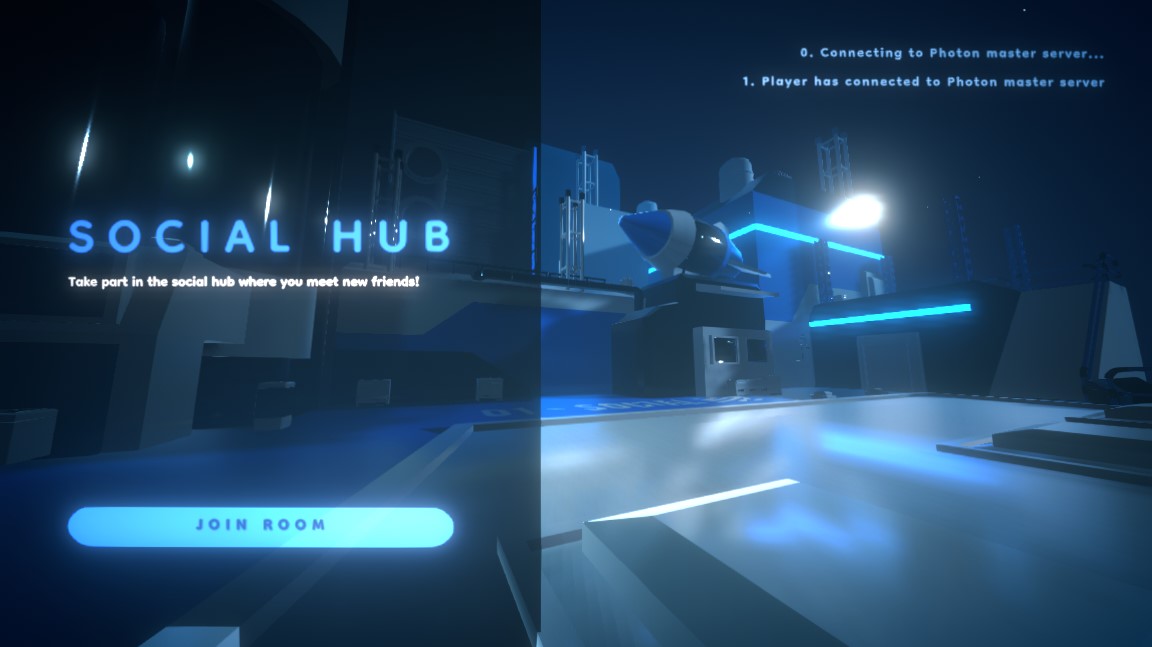 0. Connecting to Photon master server...
1. Player has connected to Photon master server
SOCIAL HUB
Take part in the social hub where you meet new friends!
JOIN ROOM